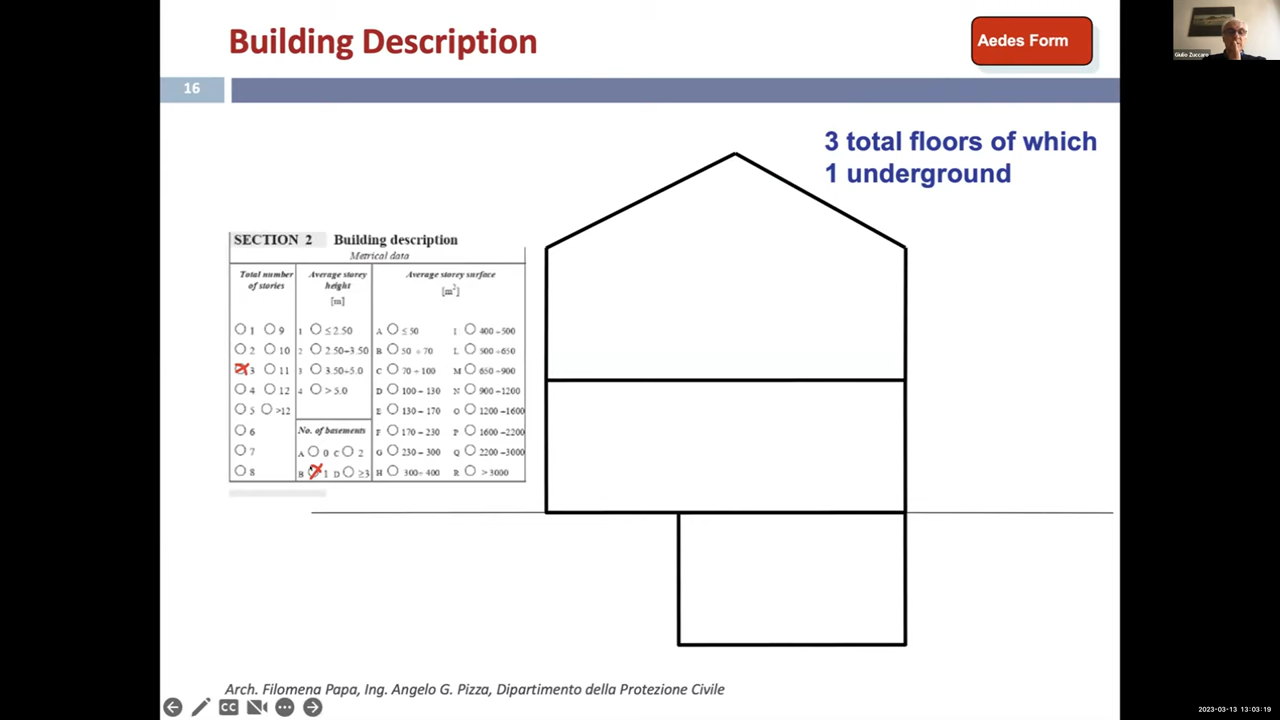 Building Description
Aedes Form
16
3 total floors of which
1 underground
SECTION 2 Building description
Metrical data
Total number of stories
Average storey height [m]
Average storey surface [m²]
1 9 1 ≤ 2.50 A ≤ 50 I 400 ÷500
2 10 2 2.50÷3.50 B 50 ÷ 70 L 500 ÷650
3 11 3 3.50÷5.0 C 70 ÷ 100 M 650 ÷900
4 12 4 > 5.0 D 100 ÷ 130 N 900 ÷1200
5 >12 E 130 ÷ 170 O 1200 ÷1600
6 No. of basements F 170 ÷ 230 P 1600 ÷2200
7 A 0 C 2 G 230 ÷ 300 Q 2200 ÷3000
8 B 1 D ≥3 H 300÷ 400 R > 3000
Arch. Filomena Papa, Ing. Angelo G. Pizza, Dipartimento della Protezione Civile
CC
Giulio Zuccaro
2023-03-13 13:03:19